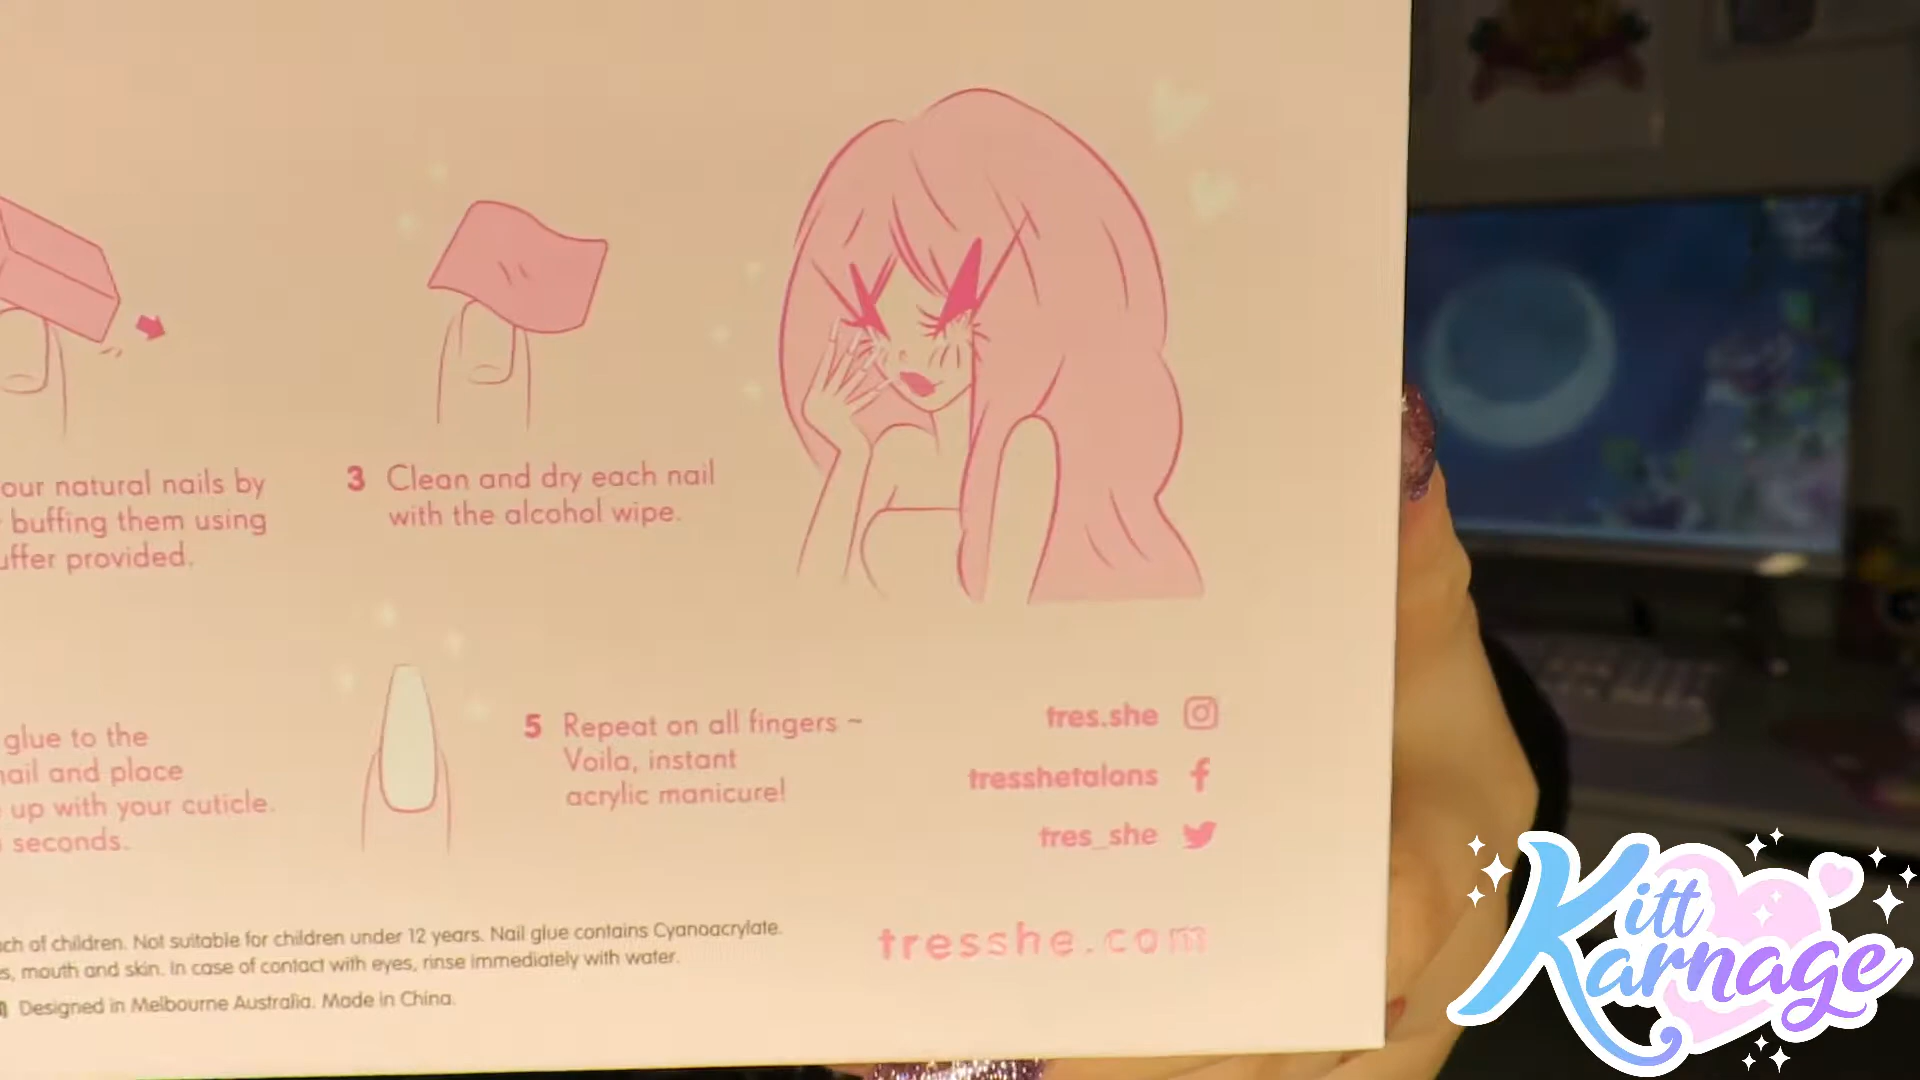 our natural nails by
buffing them using
uffer provided.
3 Clean and dry each nail
with the alcohol wipe.
glue to the
nail and place
up with your cuticle.
seconds.
5 Repeat on all fingers ~
Voila, instant
acrylic manicure!
tres.she
tresshetalons
tres_she
ch of children. Not suitable for children under 12 years. Nail glue contains Cyanoacrylate.
s, mouth and skin. In case of contact with eyes, rinse immediately with water.
Designed in Melbourne Australia. Made in China.
tresshe.com
Kitt
Karnage